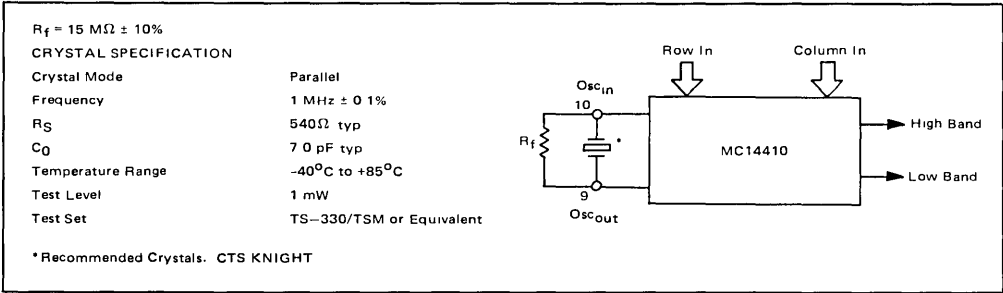 Rf = 15 MΩ ± 10%
CRYSTAL SPECIFICATION
Crystal Mode Parallel
Frequency 1 MHz ± 0 1%
RS 540Ω typ
C0 7 0 pF typ
Temperature Range -40°C to +85°C
Test Level 1 mW
Test Set TS–330/TSM or Equivalent
*Recommended Crystals. CTS KNIGHT
Row In Column In
Oscin
10
Rf
*
MC14410
High Band
Low Band
9
Oscout